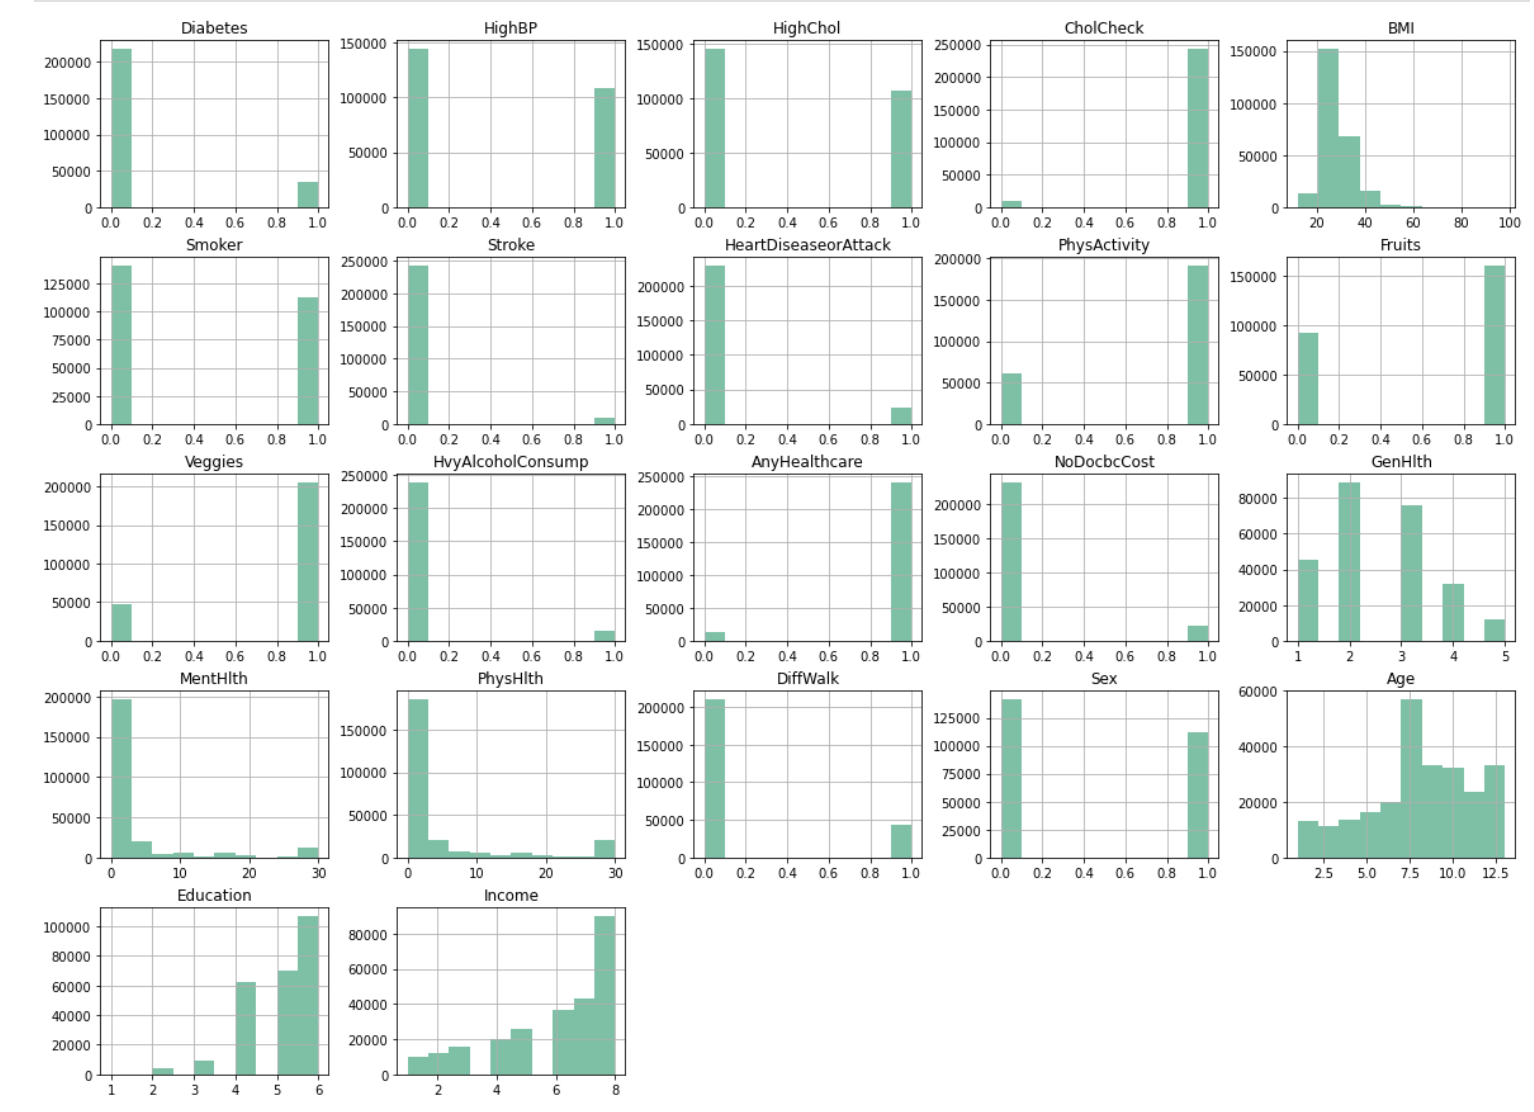 Diabetes HighBP HighChol CholCheck BMI
200000 150000 100000 50000 0
0.0 0.2 0.4 0.6 0.8 1.0
150000 100000 50000 0
0.0 0.2 0.4 0.6 0.8 1.0
150000 100000 50000 0
0.0 0.2 0.4 0.6 0.8 1.0
250000 200000 150000 100000 50000 0
0.0 0.2 0.4 0.6 0.8 1.0
150000 100000 50000 0
20 40 60 80 100
Smoker Stroke HeartDiseaseorAttack PhysActivity Fruits
125000 100000 75000 50000 25000 0
0.0 0.2 0.4 0.6 0.8 1.0
250000 200000 150000 100000 50000 0
0.0 0.2 0.4 0.6 0.8 1.0
200000 150000 100000 50000 0
0.0 0.2 0.4 0.6 0.8 1.0
200000 150000 100000 50000 0
0.0 0.2 0.4 0.6 0.8 1.0
150000 100000 50000 0
0.0 0.2 0.4 0.6 0.8 1.0
Veggies HvyAlcoholConsump AnyHealthcare NoDocbcCost GenHlth
200000 150000 100000 50000 0
0.0 0.2 0.4 0.6 0.8 1.0
250000 200000 150000 100000 50000 0
0.0 0.2 0.4 0.6 0.8 1.0
250000 200000 150000 100000 50000 0
0.0 0.2 0.4 0.6 0.8 1.0
200000 150000 100000 50000 0
0.0 0.2 0.4 0.6 0.8 1.0
80000 60000 40000 20000 0
1 2 3 4 5
MentHlth PhysHlth DiffWalk Sex Age
200000 150000 100000 50000 0
0 10 20 30
150000 100000 50000 0
0 10 20 30
200000 150000 100000 50000 0
0.0 0.2 0.4 0.6 0.8 1.0
125000 100000 75000 50000 25000 0
0.0 0.2 0.4 0.6 0.8 1.0
60000 40000 20000 0
2.5 5.0 7.5 10.0 12.5
Education Income
100000 80000 60000 40000 20000 0
1 2 3 4 5 6
80000 60000 40000 20000 0
2 4 6 8